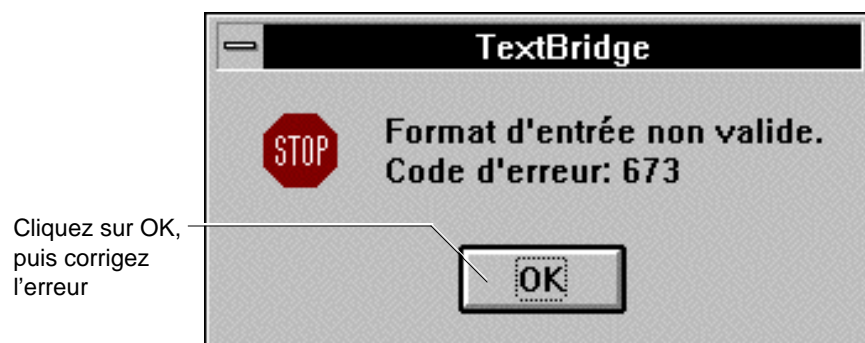 TextBridge
STOP
Format d'entrée non valide.
Code d'erreur: 673
Cliquez sur OK,
puis corrigez
l'erreur
OK